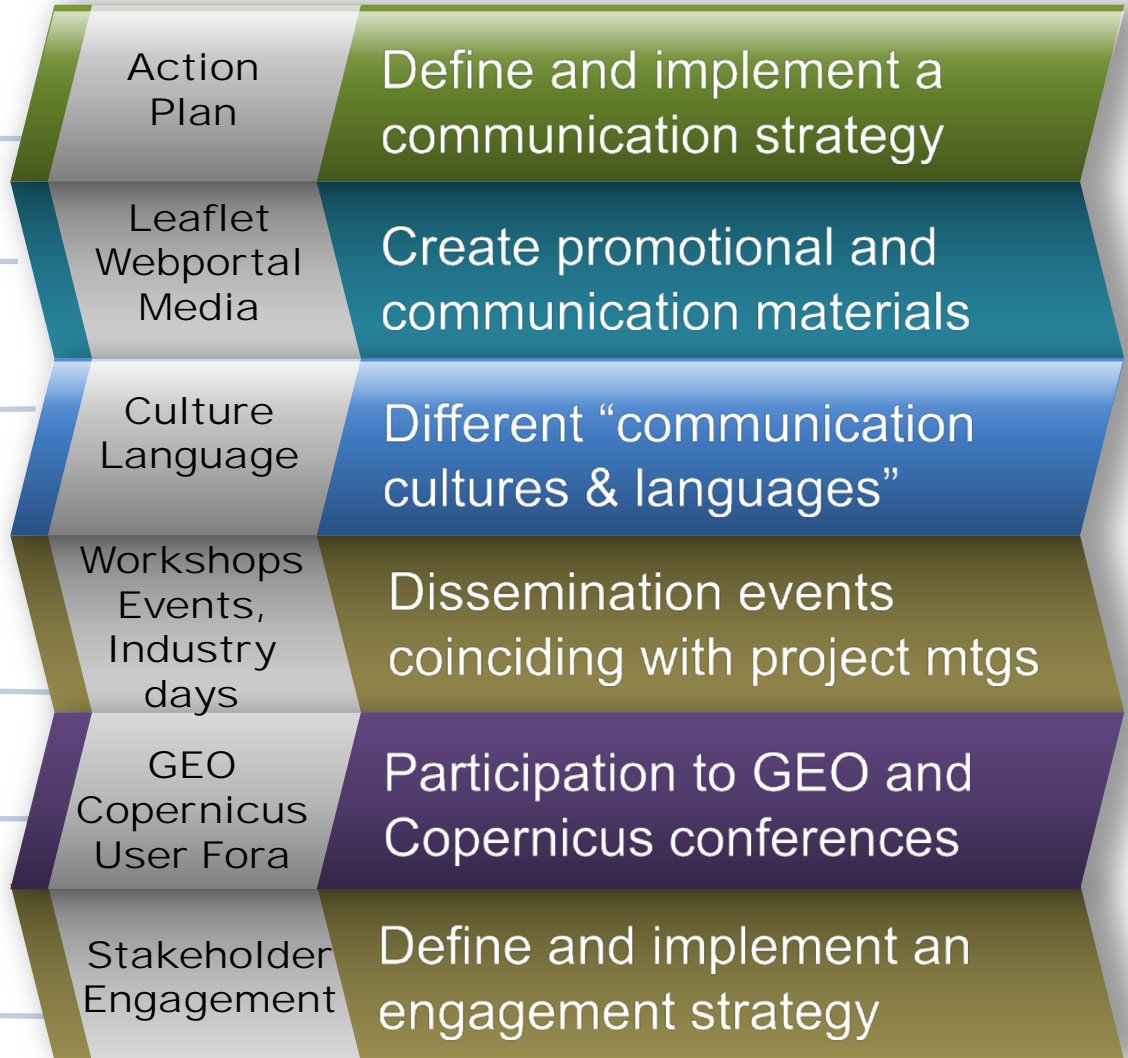 Action
Plan
Define and implement a
communication strategy
Leaflet
Webportal
Media
Create promotional and
communication materials
Culture
Language
Different “communication
cultures & languages”
Workshops
Events,
Industry
days
Dissemination events
coinciding with project mtgs
GEO
Copernicus
User Fora
Participation to GEO and
Copernicus conferences
Stakeholder
Engagement
Define and implement an
engagement strategy